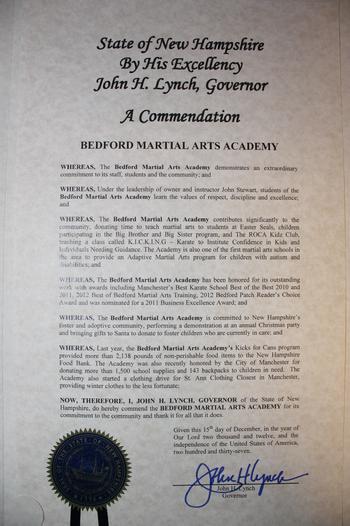 State of New Hampshire
By His Excellency
John H. Lynch, Governor
A Commendation
BEDFORD MARTIAL ARTS ACADEMY
WHEREAS, The Bedford Martial Arts Academy demonstrates an extraordinary
commitment to its staff, students and the community; and
WHEREAS, Under the leadership of owner and instructor John Stewart, students of the
Bedford Martial Arts Academy learn the values of respect, discipline and excellence;
and
WHEREAS, The Bedford Martial Arts Academy contributes significantly to the
community, donating time to teach martial arts to students at Easter Seals, children
participating in the Big Brother and Big Sister program, and The ROCA Kidz Club,
teaching a class called K.I.C.K.I.N.G – Karate to Institute Confidence in Kids and
Individuals Needing Guidance. The Academy is also one of the first martial arts schools in
the area to provide an Adaptive Martial Arts program for children with autism and
disabilities; and
WHEREAS, The Bedford Martial Arts Academy has been honored for its outstanding
work with awards including Manchester's Best Karate School Best of the Best 2010 and
2011, 2012 Best of Bedford Martial Arts Training, 2012 Bedford Patch Reader's Choice
Award and was nominated for a 2011 Business Excellence Award; and
WHEREAS, The Bedford Martial Arts Academy is committed to New Hampshire's
foster and adoptive community, performing a demonstration at an annual Christmas party
and bringing gifts to Santa to donate to foster children who are currently in care; and
WHEREAS, Last year, the Bedford Martial Arts Academy's Kicks for Cans program
provided more than 2,138 pounds of non-perishable food items to the New Hampshire
Food Bank. The Academy was also recently honored by the City of Manchester for
donating more than 1,500 school supplies and 143 backpacks to children in need. The
Academy also started a clothing drive for St. Ann Clothing Closest in Manchester,
providing winter clothes to the less fortunate;
NOW, THEREFORE, I, JOHN H. LYNCH, GOVERNOR of the State of New
Hampshire, do hereby commend the BEDFORD MARTIAL ARTS ACADEMY for its
commitment to the community and thank it for all that it does.
Given this 15th day of December, in the year of
Our Lord two thousand and twelve, and the
independence of the United States of America,
two hundred and thirty-seven.
John H Lynch
John H. Lynch
Governor